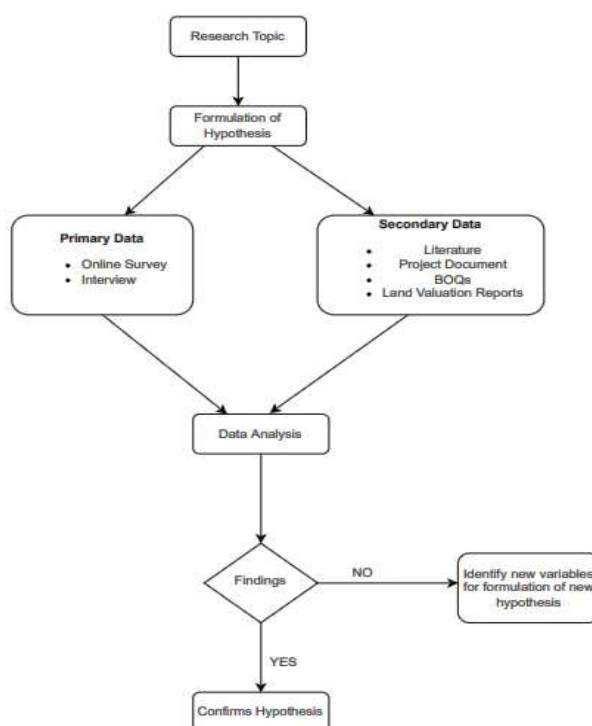 Research Topic
Formulation of
Hypothesis
Primary Data
• Online Survey
• Interview
Secondary Data
• Literature
• Project Document
• BOQs
• Land Valuation Reports
Data Analysis
Findings
NO
Identify new variables
for formulation of new
hypothesis
YES
Confirms Hypothesis